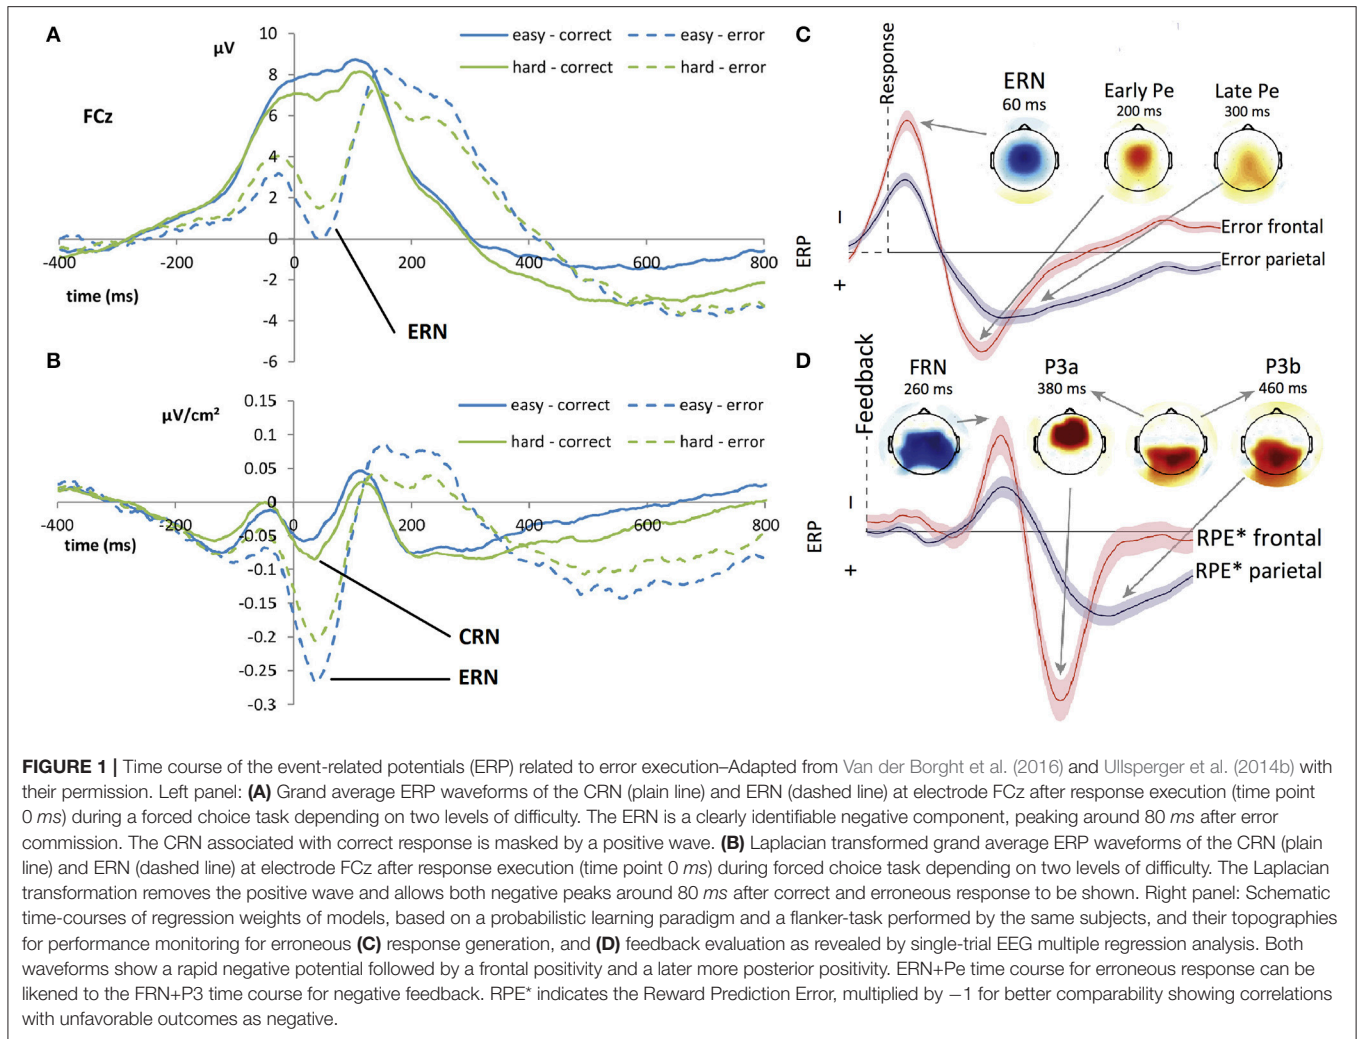 A
μV
10
8
6
4
2
0
-2
-4
-6
FCz
easy - correct
easy - error
hard - correct
hard - error
-400
-200
200
400
600
800
time (ms)
ERN
B
μV/cm²
0.15
0.1
0.05
0
-0.05
-0.1
-0.15
-0.2
-0.25
-0.3
easy - correct
easy - error
hard - correct
hard - error
-400
-200
0
200
400
600
800
time (ms)
CRN
ERN
C
Response
ERN
60 ms
Early Pe
200 ms
Late Pe
300 ms
−
ERP
+
Error frontal
Error parietal
D
Feedback
FRN
260 ms
P3a
380 ms
P3b
460 ms
−
ERP
+
RPE* frontal
RPE* parietal
FIGURE 1 | Time course of the event-related potentials (ERP) related to error execution–Adapted from Van der Borght et al. (2016) and Ullsperger et al. (2014b) with
their permission. Left panel: (A) Grand average ERP waveforms of the CRN (plain line) and ERN (dashed line) at electrode FCz after response execution (time point
0 ms) during a forced choice task depending on two levels of difficulty. The ERN is a clearly identifiable negative component, peaking around 80 ms after error
commission. The CRN associated with correct response is masked by a positive wave. (B) Laplacian transformed grand average ERP waveforms of the CRN (plain
line) and ERN (dashed line) at electrode FCz after response execution (time point 0 ms) during forced choice task depending on two levels of difficulty. The Laplacian
transformation removes the positive wave and allows both negative peaks around 80 ms after correct and erroneous response to be shown. Right panel: Schematic
time-courses of regression weights of models, based on a probabilistic learning paradigm and a flanker-task performed by the same subjects, and their topographies
for performance monitoring for erroneous (C) response generation, and (D) feedback evaluation as revealed by single-trial EEG multiple regression analysis. Both
waveforms show a rapid negative potential followed by a frontal positivity and a later more posterior positivity. ERN+Pe time course for erroneous response can be
likened to the FRN+P3 time course for negative feedback. RPE* indicates the Reward Prediction Error, multiplied by −1 for better comparability showing correlations
with unfavorable outcomes as negative.